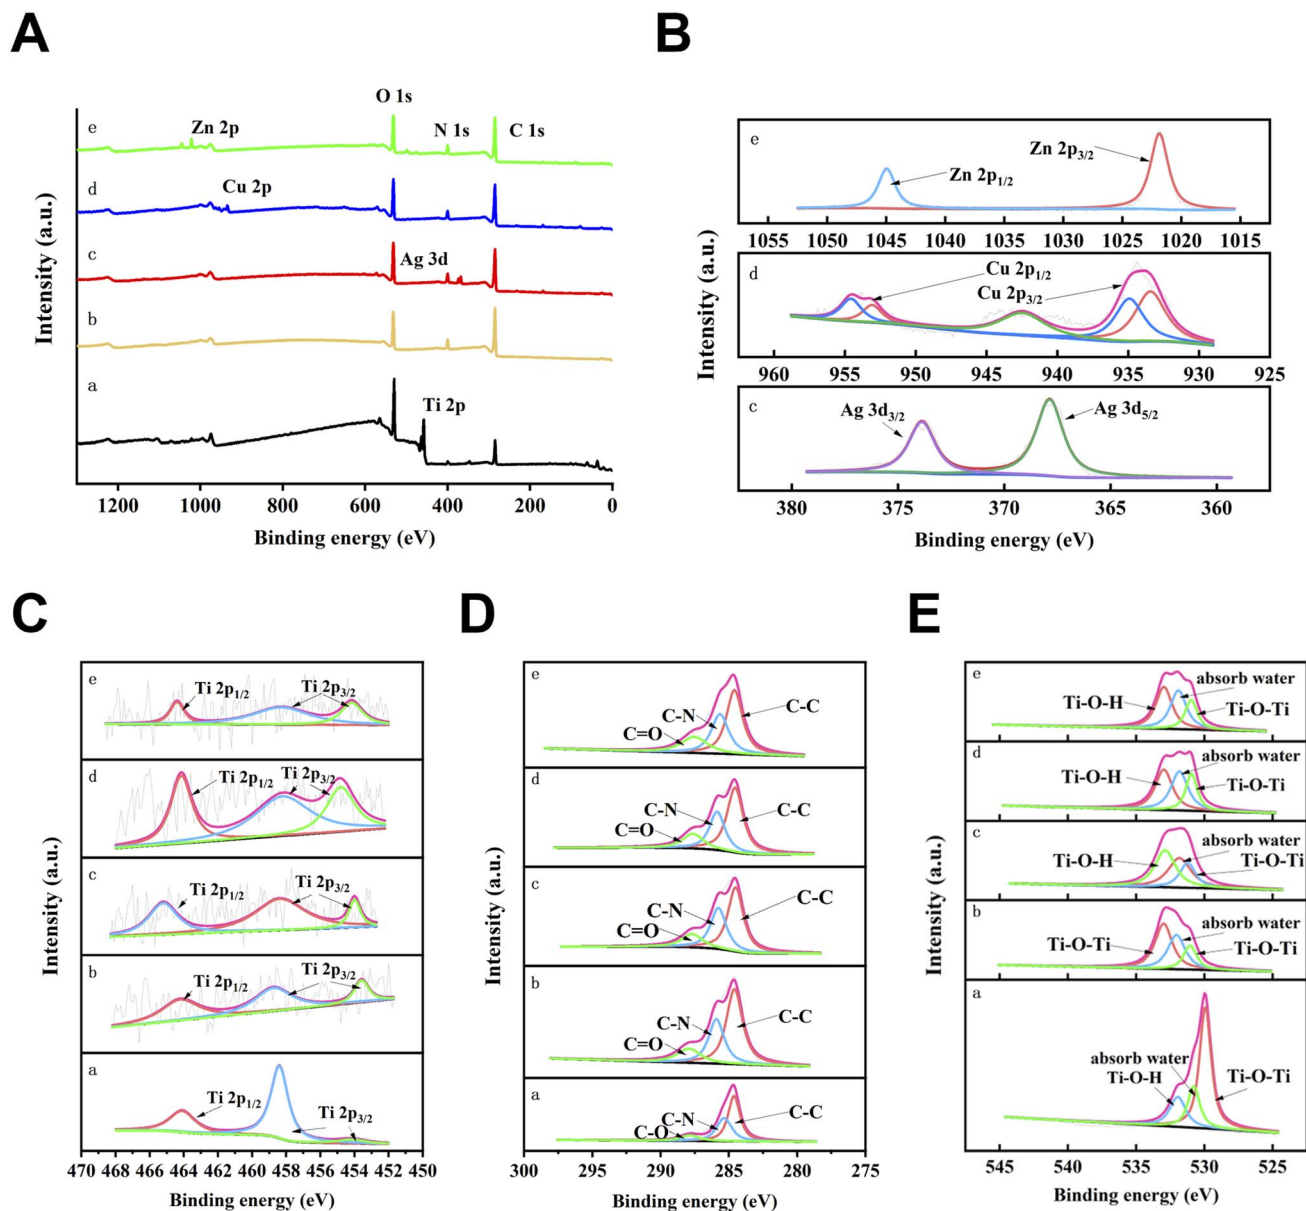 A
O 1s
e
Zn 2p
N 1s
C 1s
d
Cu 2p
c
Ag 3d
b
a
Ti 2p
Intensity (a.u.)
1200 1000 800 600 400 200 0
Binding energy (eV)
B
e
Zn 2p3/2
Zn 2p1/2
1055 1050 1045 1040 1035 1030 1025 1020 1015
d
Cu 2p1/2
Cu 2p3/2
960 955 950 945 940 935 930 925
c
Ag 3d3/2
Ag 3d5/2
380 375 370 365 360
Intensity (a.u.)
Binding energy (eV)
C
e
Ti 2p1/2
Ti 2p3/2
d
Ti 2p1/2
Ti 2p3/2
c
Ti 2p1/2
Ti 2p3/2
b
Ti 2p1/2
Ti 2p3/2
a
Ti 2p1/2
Ti 2p3/2
470 468 466 464 462 460 458 456 454 452 450
Intensity (a.u.)
Binding energy (eV)
D
e
C-C
C-N
C=O
d
C-C
C-N
C=O
c
C-C
C-N
C=O
b
C-C
C-N
C=O
a
C-C
C-N
C-O
300 295 290 285 280 275
Intensity (a.u.)
Binding energy (eV)
E
e
absorb water
Ti-O-H
Ti-O-Ti
d
absorb water
Ti-O-H
Ti-O-Ti
c
absorb water
Ti-O-H
Ti-O-Ti
b
absorb water
Ti-O-Ti
Ti-O-Ti
a
absorb water
Ti-O-H
Ti-O-Ti
545 540 535 530 525
Intensity (a.u.)
Binding energy (eV)